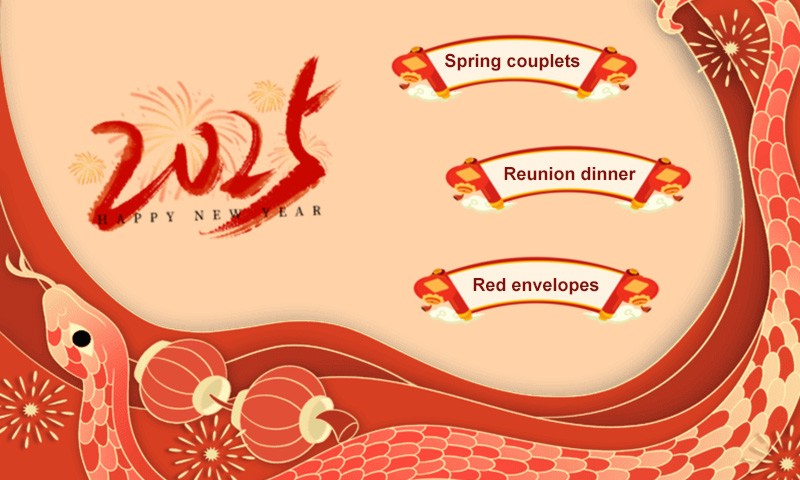 2025
HAPPY NEW YEAR
Spring couplets
Reunion dinner
Red envelopes